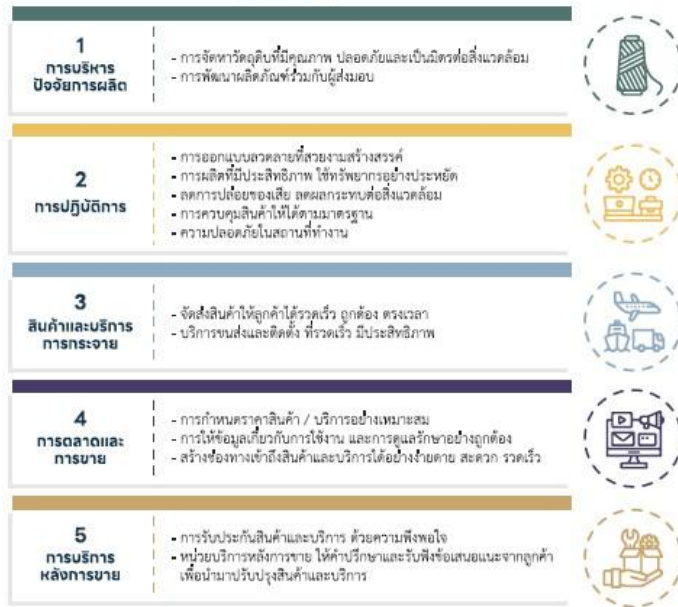 1
การบริหาร
ปัจจัยการผลิต
- การจัดหาวัตถุดิบที่มีคุณภาพ ปลอดภัยและเป็นมิตรต่อสิ่งแวดล้อม
- การพัฒนาผลิตภัณฑ์ร่วมกับผู้ส่งมอบ
2
การปฏิบัติการ
- การออกแบบลวดลายที่สวยงามสร้างสรรค์
- การผลิตที่มีประสิทธิภาพ ใช้ทรัพยากรอย่างประหยัด
- ลดการปล่อยของเสีย ลดผลกระทบต่อสิ่งแวดล้อม
- การควบคุมสินค้าให้ได้ตามมาตรฐาน
- ความปลอดภัยในสถานที่ทำงาน
3
สินค้าและบริการ
การกระจาย
- จัดส่งสินค้าให้ลูกค้าได้รวดเร็ว ถูกต้อง ตรงเวลา
- บริการขนส่งและติดตั้ง ที่รวดเร็ว มีประสิทธิภาพ
4
การตลาดและ
การขาย
- การกำหนดราคาสินค้า / บริการอย่างเหมาะสม
- การให้ข้อมูลเกี่ยวกับการใช้งาน และการดูแลรักษาอย่างถูกต้อง
- สร้างช่องทางเข้าถึงสินค้าและบริการได้อย่างง่ายดาย สะดวก รวดเร็ว
5
การบริการ
หลังการขาย
- การรับประกันสินค้าและบริการ ด้วยความพึงพอใจ
- หน่วยบริการหลังการขาย ให้คำปรึกษาและรับฟังข้อเสนอแนะจากลูกค้า
เพื่อนำมาปรับปรุงสินค้าและบริการ